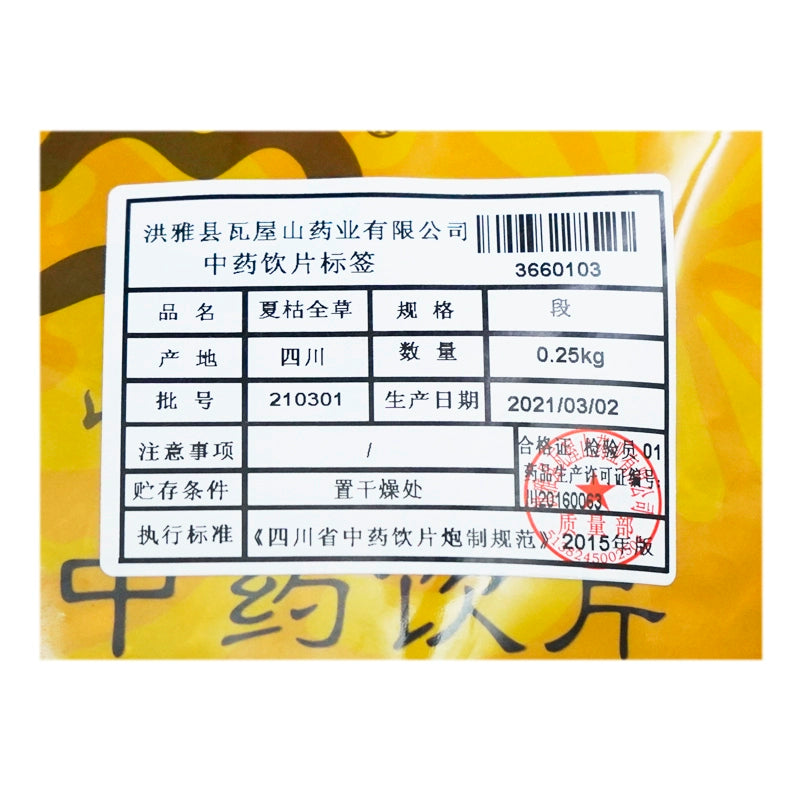 洪雅县瓦屋山药业有限公司
中药饮片标签
3660103
品名 夏枯全草 规格 段
产地 四川 数量 0.25kg
批号 210301 生产日期 2021/03/02
注意事项 /
合格证 检验员 01
药品生产许可证编号:
川20160063
贮存条件 置干燥处
质量部
执行标准 《四川省中药饮片炮制规范》2015年版
中药饮片